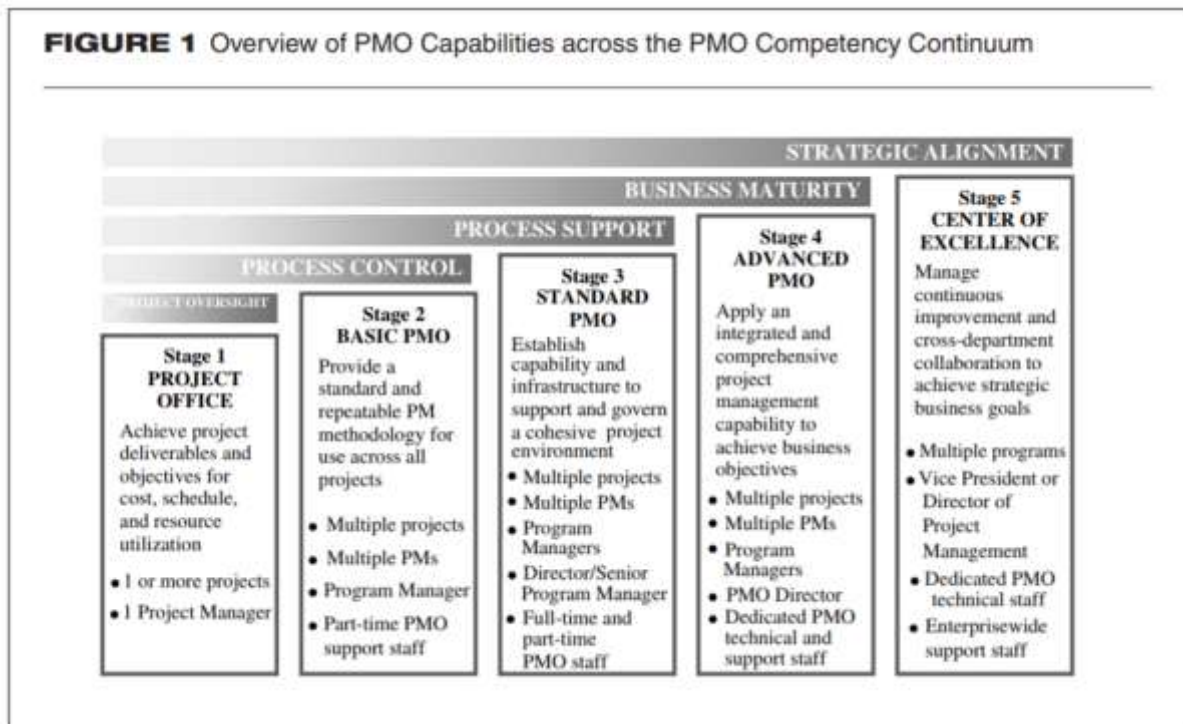 FIGURE 1 Overview of PMO Capabilities across the PMO Competency Continuum
STRATEGIC ALIGNMENT
BUSINESS MATURITY
PROCESS SUPPORT
PROCESS CONTROL
PROJECT OVERSIGHT
Stage 1
PROJECT
OFFICE
Achieve project
deliverables and
objectives for
cost, schedule,
and resource
utilization
• 1 or more projects
• 1 Project Manager
Stage 2
BASIC PMO
Provide a
standard and
repeatable PM
methodology for
use across all
projects
• Multiple projects
• Multiple PMs
• Program Manager
• Part-time PMO
support staff
Stage 3
STANDARD
PMO
Establish
capability and
infrastructure to
support and govern
a cohesive project
environment
• Multiple projects
• Multiple PMs
• Program
Managers
• Director/Senior
Program Manager
• Full-time and
part-time
PMO staff
Stage 4
ADVANCED
PMO
Apply an
integrated and
comprehensive
project
management
capability to
achieve business
objectives
• Multiple projects
• Multiple PMs
• Program
Managers
• PMO Director
• Dedicated PMO
technical and
support staff
Stage 5
CENTER OF
EXCELLENCE
Manage
continuous
improvement and
cross-department
collaboration to
achieve strategic
business goals
• Multiple programs
• Vice President or
Director of
Project
Management
• Dedicated PMO
technical staff
• Enterprisewide
support staff